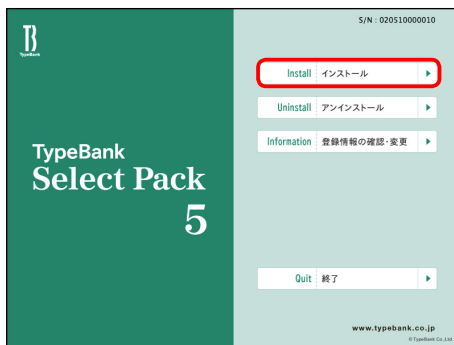 S/N : 020510000010
TB
TypeBank
Install インストール
Uninstall アンインストール
Information 登録情報の確認・変更
TypeBank
Select Pack
5
Quit 終了
www.typebank.co.jp
© TypeBank Co.,Ltd